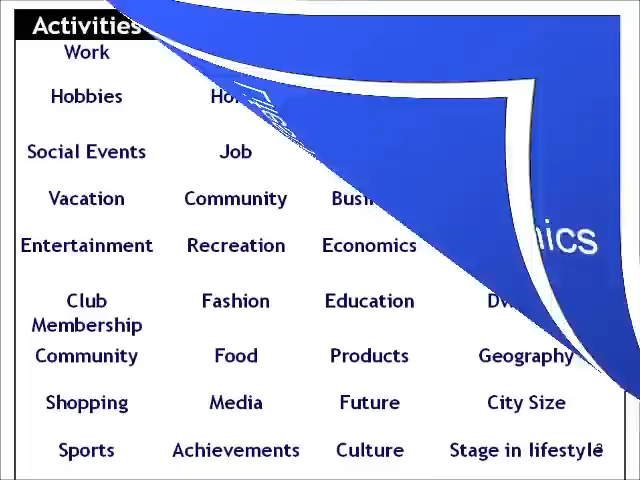 Activities
Work
Hobbies
Social Events Job
Vacation Community
Entertainment Recreation Economics
Club Fashion Education
Membership
Community Food Products Geography
Shopping Media Future City Size
Sports Achievements Culture Stage in lifestyle